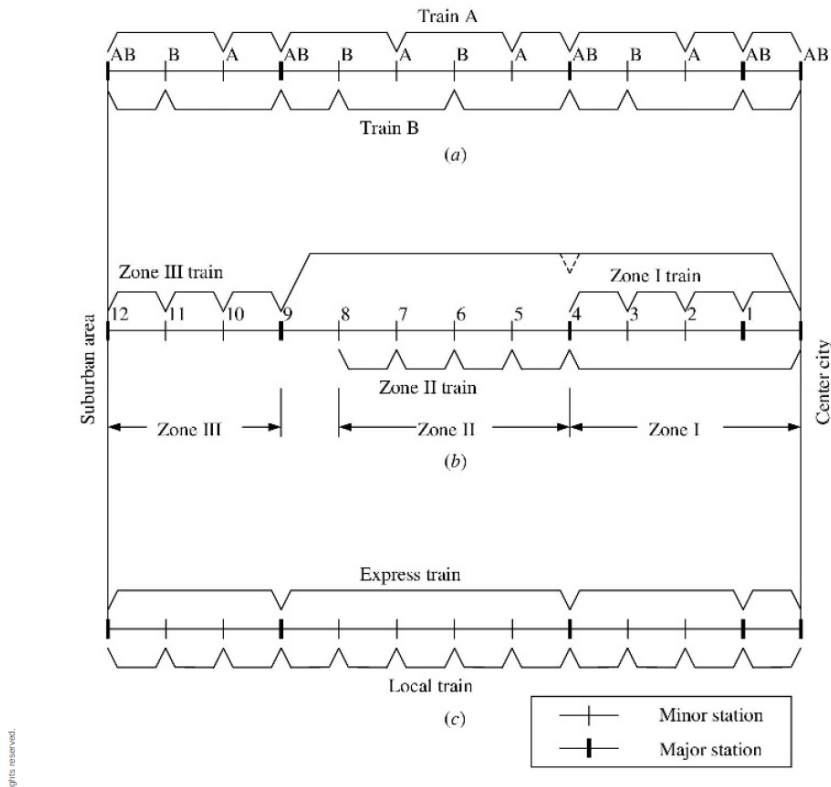 Train A
AB B A AB B A B A AB B A AB AB
Train B
(a)
Zone III train
Zone I train
12 11 10 9 8 7 6 5 4 3 2 1
Suburban area
Center city
Zone II train
Zone III Zone II Zone I
(b)
Express train
Local train
(c)
Minor station
Major station
ghts reserved.